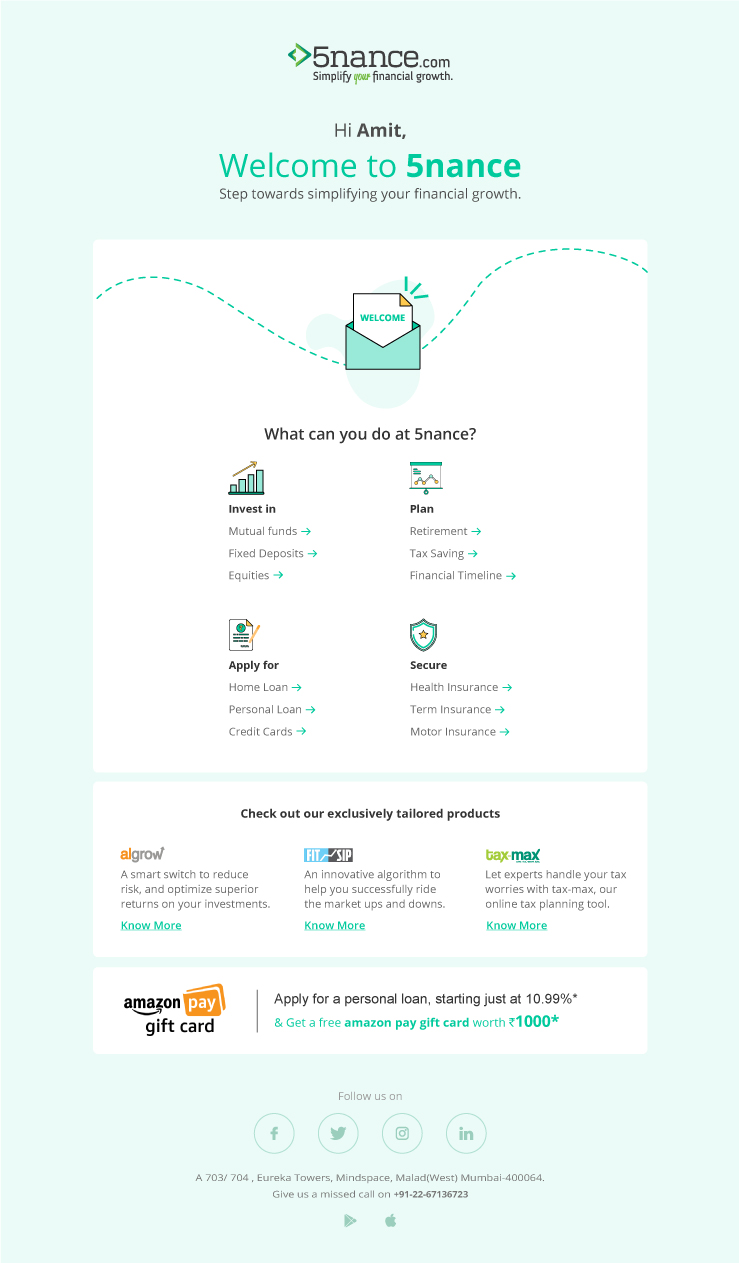 5nance.com
Simplify your financial growth.
Hi Amit,
Welcome to 5nance
Step towards simplifying your financial growth.
WELCOME
What can you do at 5nance?
Invest in
Mutual funds
Fixed Deposits
Equities
Plan
Retirement
Tax Saving
Financial Timeline
Apply for
Home Loan
Personal Loan
Credit Cards
Secure
Health Insurance
Term Insurance
Motor Insurance
Check out our exclusively tailored products
algrow
A smart switch to reduce
risk, and optimize superior
returns on your investments.
Know More
FIT SIP
An innovative algorithm to
help you successfully ride
the market ups and downs.
Know More
tax-max
Let experts handle your tax
worries with tax-max, our
online tax planning tool.
Know More
amazon pay
gift card
Apply for a personal loan, starting just at 10.99%*
& Get a free amazon pay gift card worth ₹1000*
Follow us on
A 703/ 704 , Eureka Towers, Mindspace, Malad(West) Mumbai-400064.
Give us a missed call on +91-22-67136723